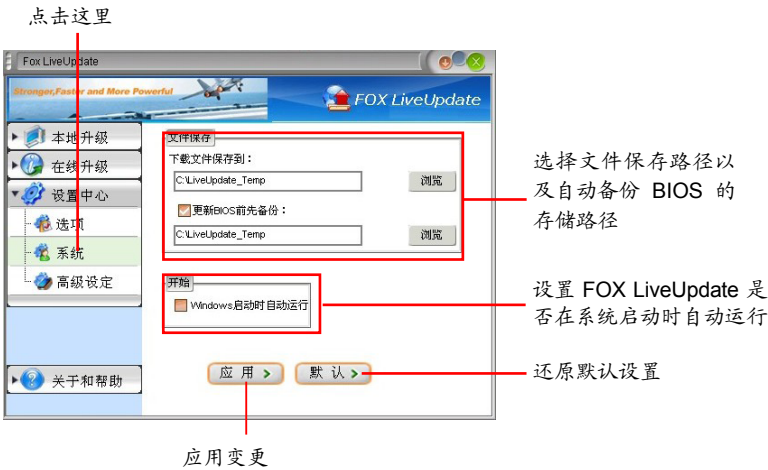 点击这里
Fox LiveUpdate
Stronger,Faster and More Powerful
FOX LiveUpdate
本地升级
在线升级
设置中心
选项
系统
高级设定
关于和帮助
文件保存
下载文件保存到：
C:\LiveUpdate_Temp
浏览
更新BIOS前先备份：
C:\LiveUpdate_Temp
浏览
开始
Windows启动时自动运行
应 用
默 认
选择文件保存路径以
及自动备份 BIOS 的
存储路径
设置 FOX LiveUpdate 是
否在系统启动时自动运行
还原默认设置
应用变更